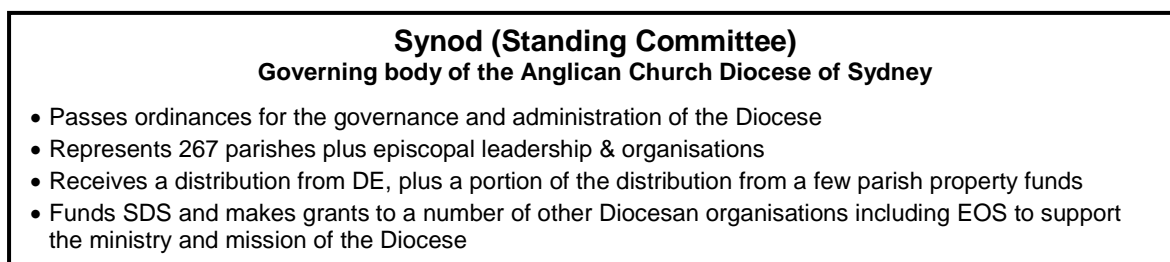 Synod (Standing Committee)
Governing body of the Anglican Church Diocese of Sydney
• Passes ordinances for the governance and administration of the Diocese
• Represents 267 parishes plus episcopal leadership & organisations
• Receives a distribution from DE, plus a portion of the distribution from a few parish property funds
• Funds SDS and makes grants to a number of other Diocesan organisations including EOS to support
the ministry and mission of the Diocese